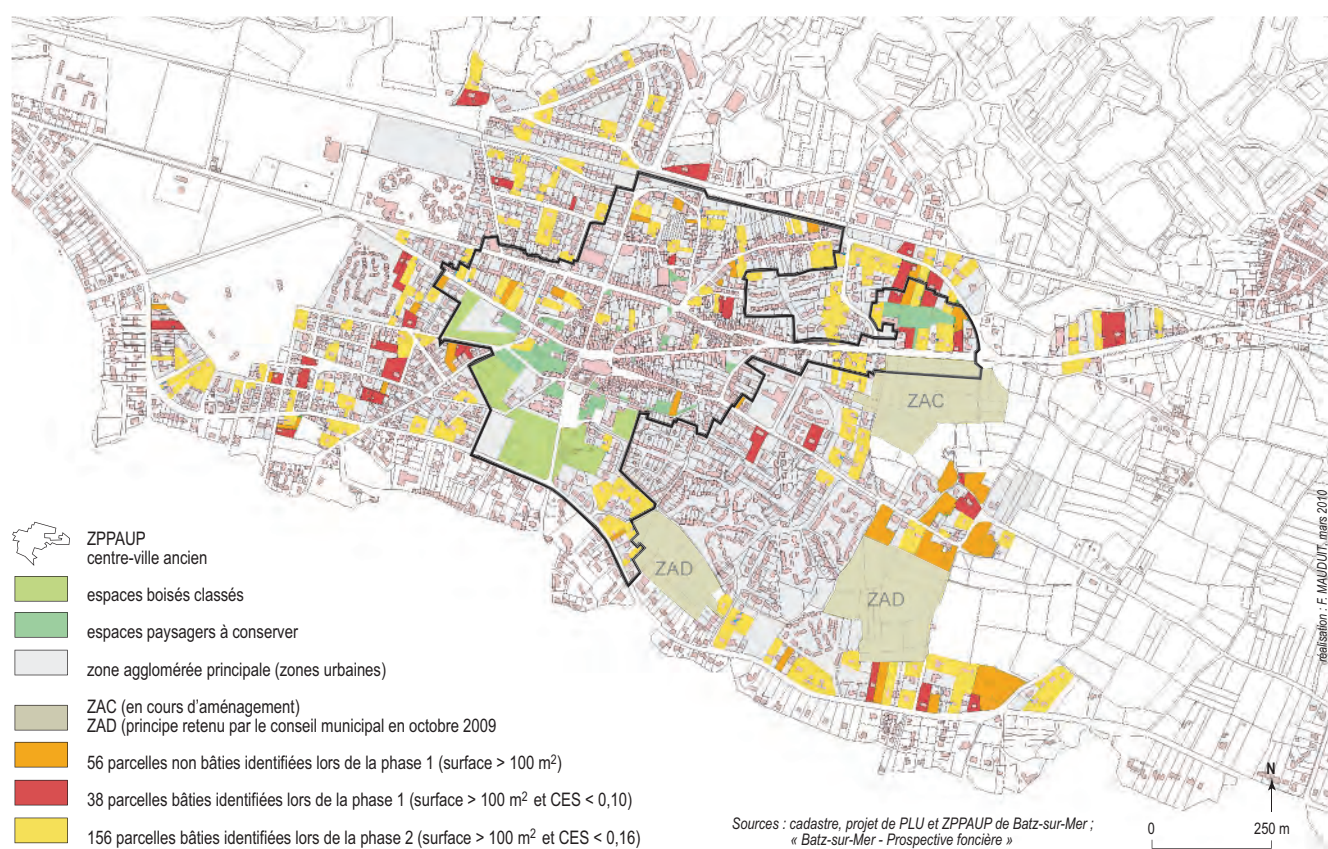 ZAC
ZAD
ZAD
ZPPAUP
centre-ville ancien
espaces boisés classés
espaces paysagers à conserver
zone agglomérée principale (zones urbaines)
ZAC (en cours d'aménagement)
ZAD (principe retenu par le conseil municipal en octobre 2009
56 parcelles non bâties identifiées lors de la phase 1 (surface > 100 m²)
38 parcelles bâties identifiées lors de la phase 1 (surface > 100 m² et CES < 0,10)
156 parcelles bâties identifiées lors de la phase 2 (surface > 100 m² et CES < 0,16)
Sources : cadastre, projet de PLU et ZPPAUP de Batz-sur-Mer ;
« Batz-sur-Mer - Prospective foncière »
N
0 250 m
réalisation : F. MAUDUIT, mars 2010